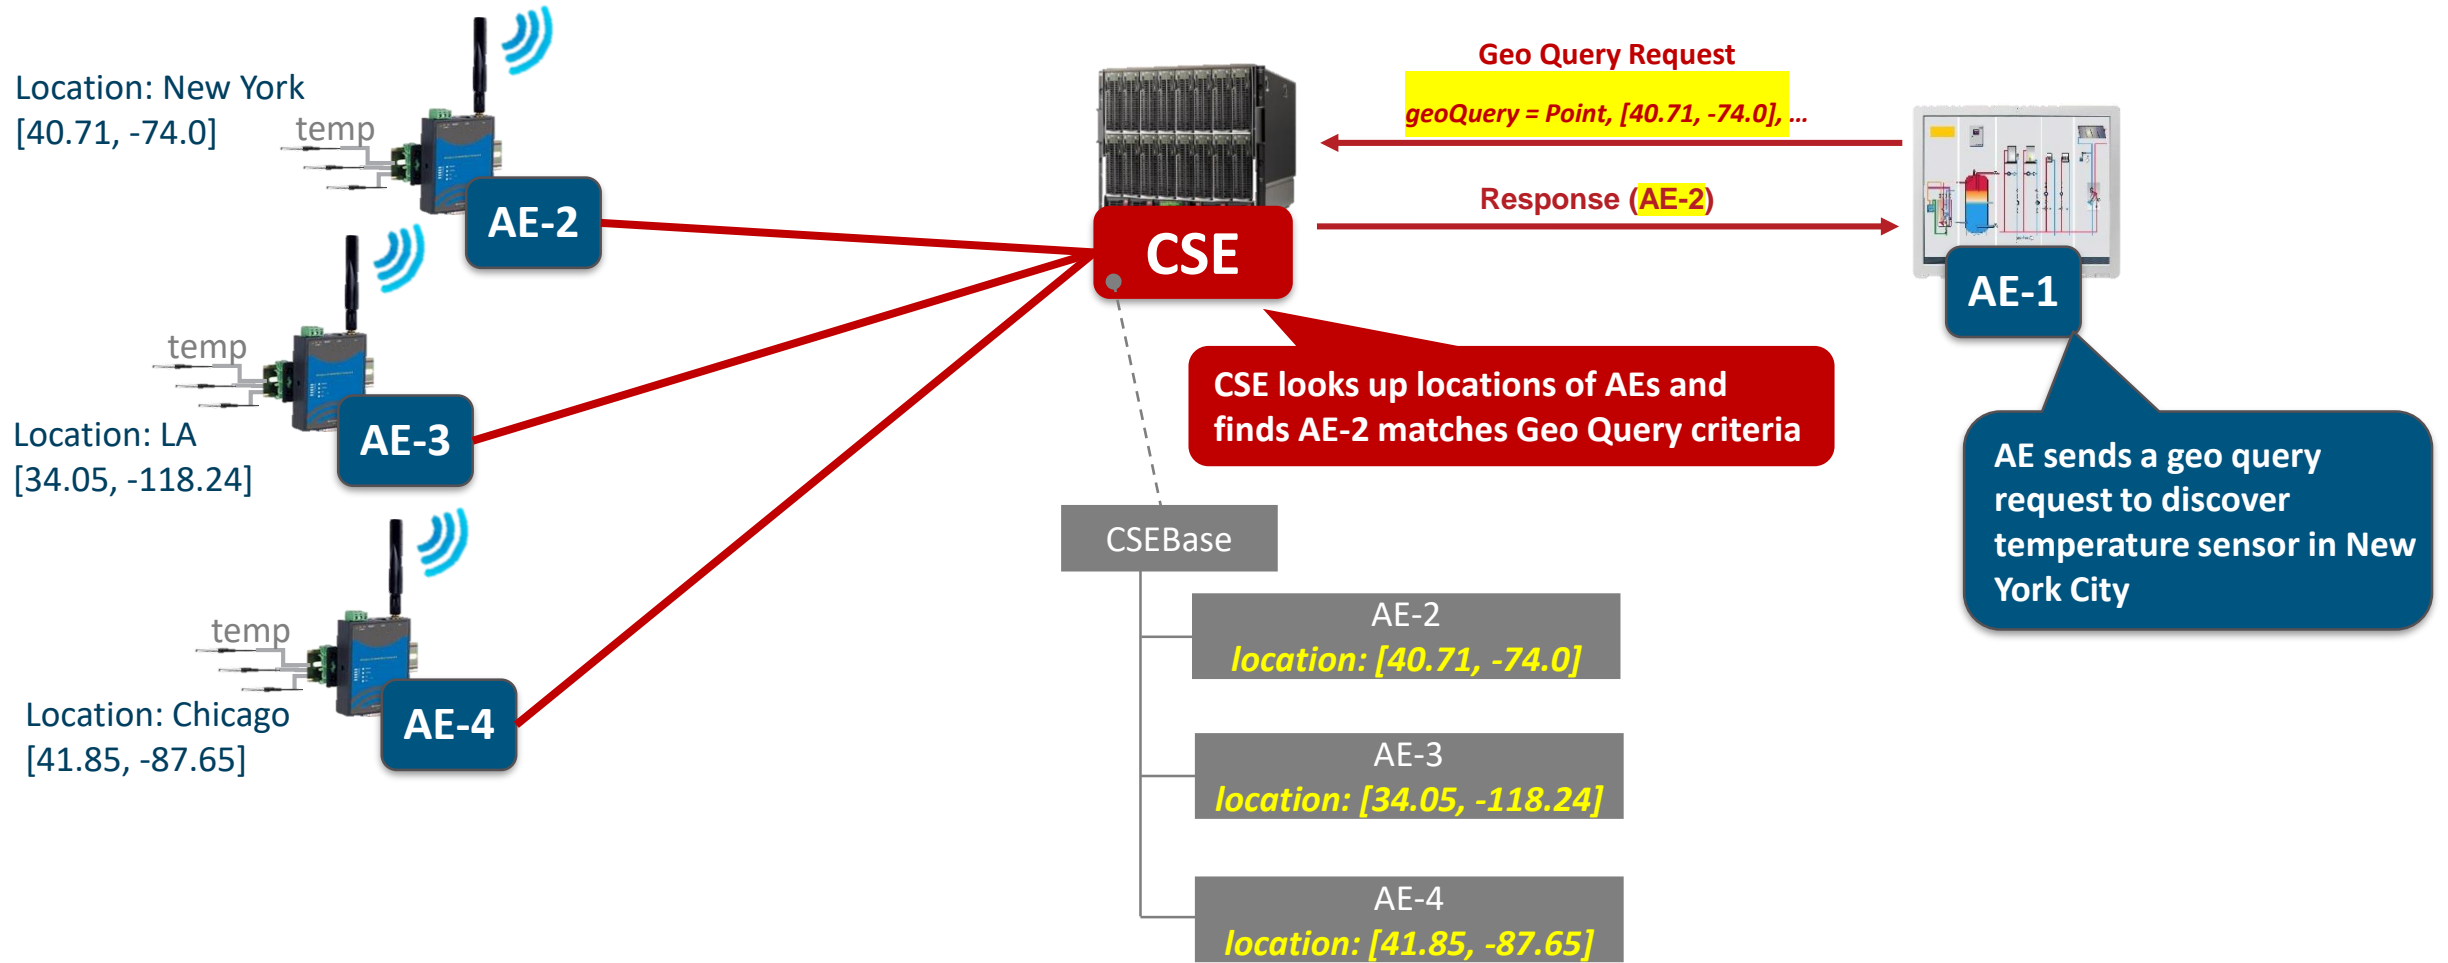 Location: New York
[40.71, -74.0]
temp
AE-2
temp
Location: LA
[34.05, -118.24]
AE-3
temp
Location: Chicago
[41.85, -87.65]
AE-4
CSE
Geo Query Request
geoQuery = Point, [40.71, -74.0], ...
Response (AE-2)
AE-1
CSE looks up locations of AEs and
finds AE-2 matches Geo Query criteria
AE sends a geo query
request to discover
temperature sensor in New
York City
CSEBase
AE-2
location: [40.71, -74.0]
AE-3
location: [34.05, -118.24]
AE-4
location: [41.85, -87.65]